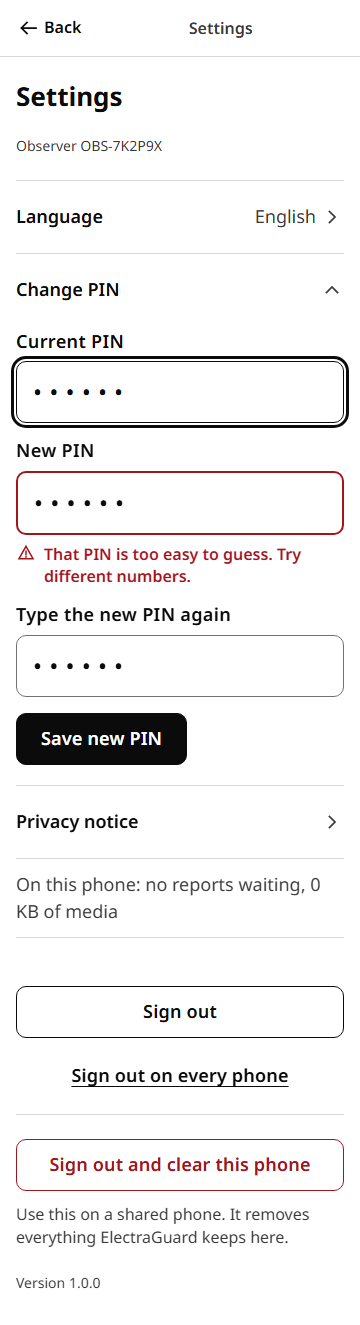 Back
Settings
Settings
Observer OBS-7K2P9X
Language
English
Change PIN
Current PIN
••••••
New PIN
••••••
That PIN is too easy to guess. Try
different numbers.
Type the new PIN again
••••••
Save new PIN
Privacy notice
On this phone: no reports waiting, 0
KB of media
Sign out
Sign out on every phone
Sign out and clear this phone
Use this on a shared phone. It removes
everything ElectraGuard keeps here.
Version 1.0.0